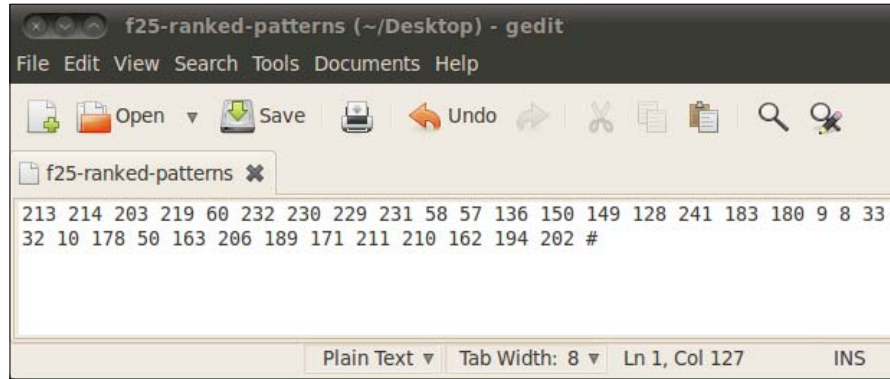 f25-ranked-patterns (~/Desktop) - gedit
File Edit View Search Tools Documents Help
Open Save Undo
f25-ranked-patterns
213 214 203 219 60 232 230 229 231 58 57 136 150 149 128 241 183 180 9 8 33
32 10 178 50 163 206 189 171 211 210 162 194 202 #
Plain Text Tab Width: 8 Ln 1, Col 127 INS